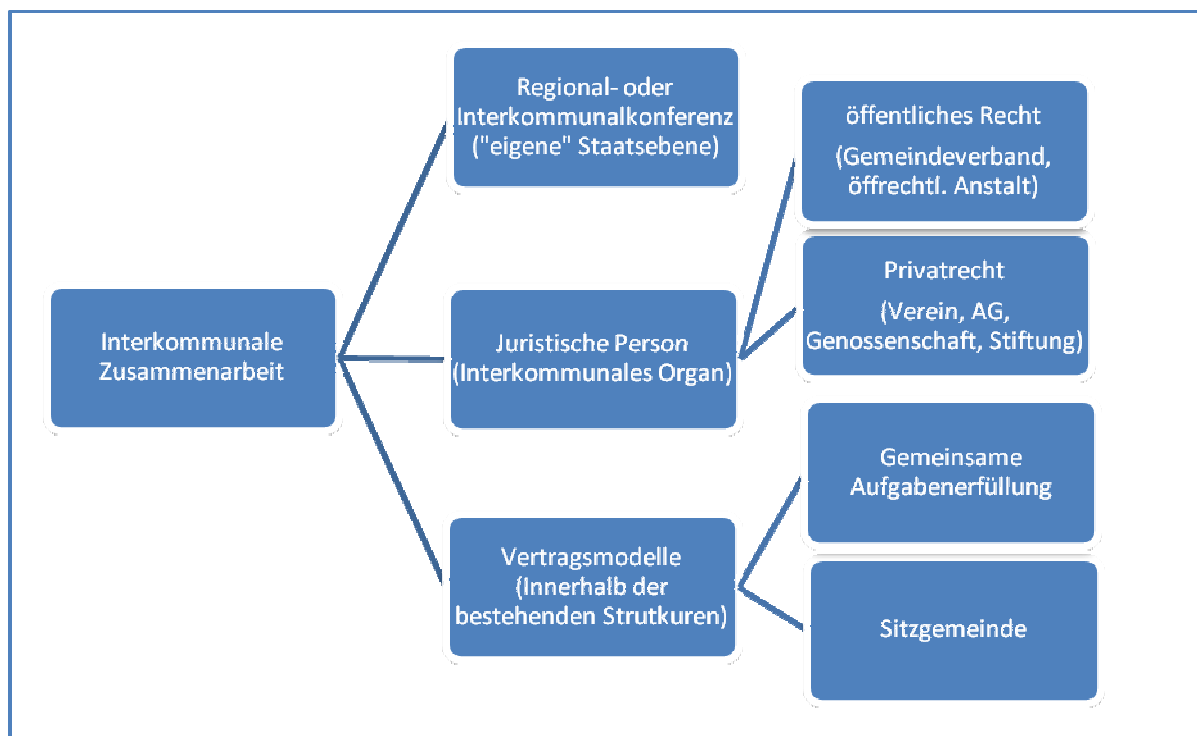 Interkommunale
Zusammenarbeit
Regional- oder
Interkommunalkonferenz
("eigene" Staatsebene)
Juristische Person
(Interkommunales Organ)
Vertragsmodelle
(Innerhalb der
bestehenden Strutkuren)
öffentliches Recht
(Gemeindeverband,
öffrechtl. Anstalt)
Privatrecht
(Verein, AG,
Genossenschaft, Stiftung)
Gemeinsame
Aufgabenerfüllung
Sitzgemeinde